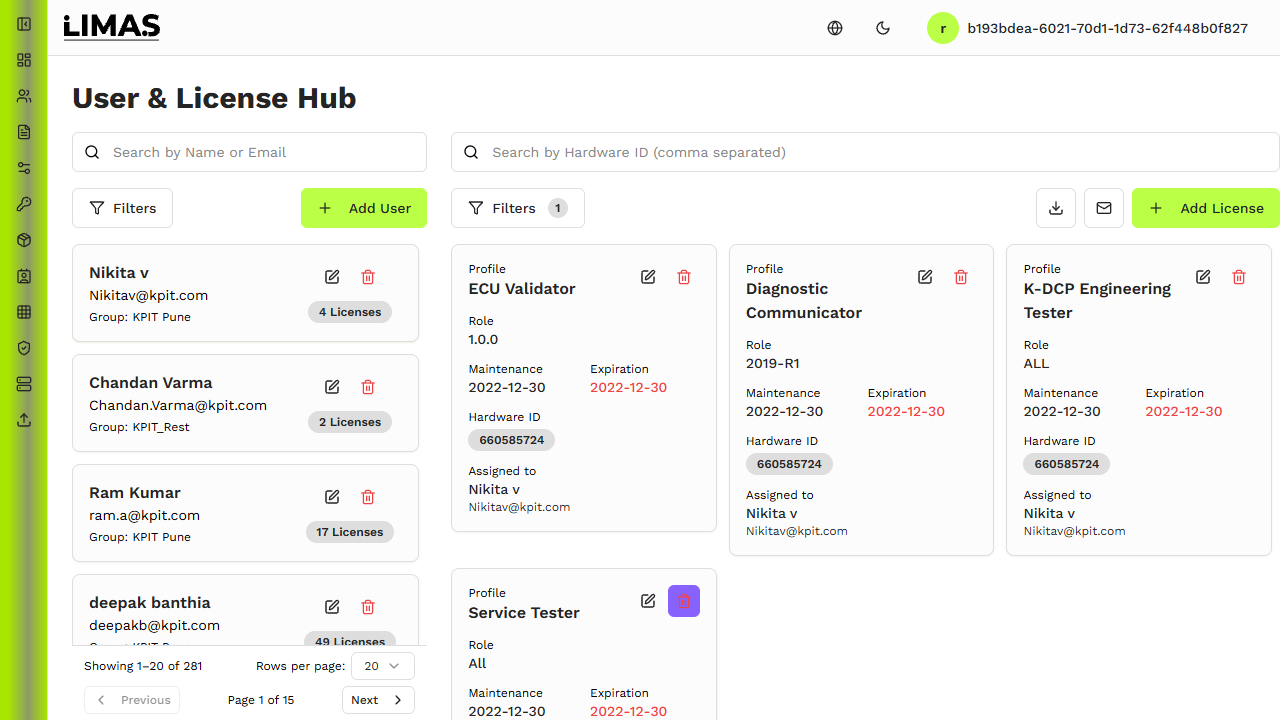 LIMAS
r
b193bdea-6021-70d1-1d73-62f448b0f827
User & License Hub
Search by Name or Email
Filters
Add User
Nikita v
Nikitav@kpit.com
Group: KPIT Pune
4 Licenses
Chandan Varma
Chandan.Varma@kpit.com
Group: KPIT_Rest
2 Licenses
Ram Kumar
ram.a@kpit.com
Group: KPIT Pune
17 Licenses
deepak banthia
deepakb@kpit.com
49 Licenses
Showing 1–20 of 281
Rows per page: 20
Previous
Page 1 of 15
Next
Search by Hardware ID (comma separated)
Filters 1
Add License
Profile
ECU Validator
Role
1.0.0
Maintenance Expiration
2022-12-30 2022-12-30
Hardware ID
660585724
Assigned to
Nikita v
Nikitav@kpit.com
Profile
Diagnostic
Communicator
Role
2019-R1
Maintenance Expiration
2022-12-30 2022-12-30
Hardware ID
660585724
Assigned to
Nikita v
Nikitav@kpit.com
Profile
K-DCP Engineering
Tester
Role
ALL
Maintenance Expiration
2022-12-30 2022-12-30
Hardware ID
660585724
Assigned to
Nikita v
Nikitav@kpit.com
Profile
Service Tester
Role
All
Maintenance Expiration
2022-12-30 2022-12-30